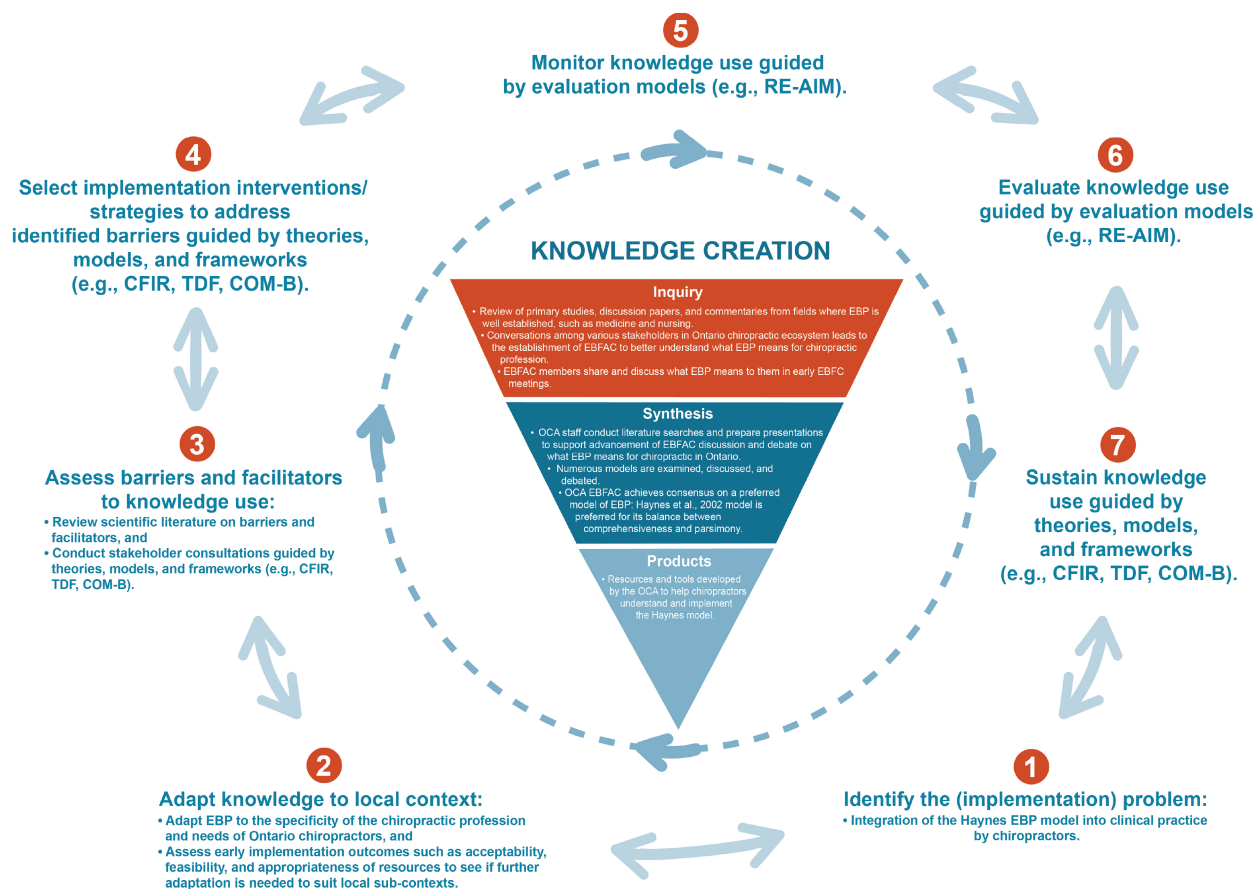 5
Monitor knowledge use guided
by evaluation models (e.g., RE-AIM).
4
Select implementation interventions/
strategies to address
identified barriers guided by theories,
models, and frameworks
(e.g., CFIR, TDF, COM-B).
6
Evaluate knowledge use
guided by evaluation models
(e.g., RE-AIM).
KNOWLEDGE CREATION
Inquiry
• Review of primary studies, discussion papers, and commentaries from fields where EBP is
well established, such as medicine and nursing.
• Conversations among various stakeholders in Ontario chiropractic ecosystem leads to
the establishment of EBFAC to better understand what EBP means for chiropractic
profession.
• EBFAC members share and discuss what EBP means to them in early EBFC
meetings.
Synthesis
• OCA staff conduct literature searches and prepare presentations
to support advancement of EBFAC discussion and debate on
what EBP means for chiropractic in Ontario.
• Numerous models are examined, discussed, and
debated.
• OCA EBFAC achieves consensus on a preferred
model of EBP: Haynes et al., 2002 model is
preferred for its balance between
comprehensiveness and parsimony.
Products
• Resources and tools developed
by the OCA to help chiropractors
understand and implement
the Haynes model.
3
Assess barriers and facilitators
to knowledge use:
• Review scientific literature on barriers and
facilitators, and
• Conduct stakeholder consultations guided by
theories, models, and frameworks (e.g., CFIR,
TDF, COM-B).
7
Sustain knowledge
use guided by
theories, models,
and frameworks
(e.g., CFIR, TDF, COM-B).
2
Adapt knowledge to local context:
• Adapt EBP to the specificity of the chiropractic profession
and needs of Ontario chiropractors, and
• Assess early implementation outcomes such as acceptability,
feasibility, and appropriateness of resources to see if further
adaptation is needed to suit local sub-contexts.
1
Identify the (implementation) problem:
• Integration of the Haynes EBP model into clinical practice
by chiropractors.